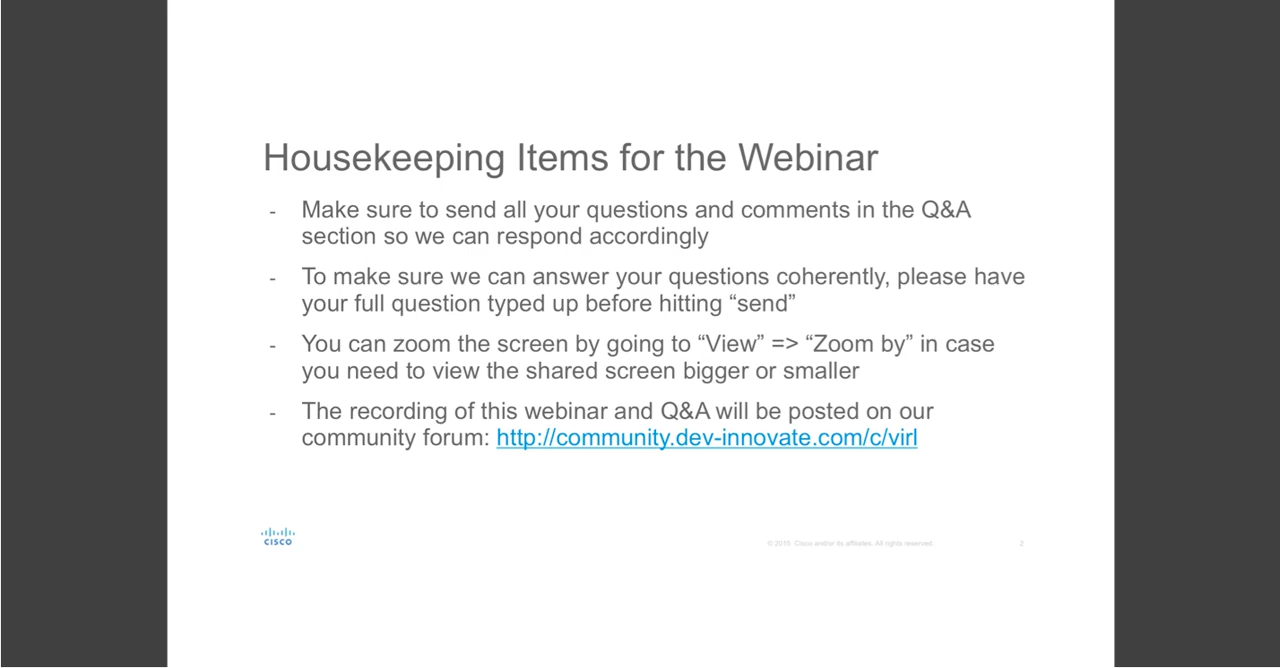 Housekeeping Items for the Webinar
- Make sure to send all your questions and comments in the Q&A
section so we can respond accordingly
- To make sure we can answer your questions coherently, please have
your full question typed up before hitting “send”
- You can zoom the screen by going to “View” => “Zoom by” in case
you need to view the shared screen bigger or smaller
- The recording of this webinar and Q&A will be posted on our
community forum: http://community.dev-innovate.com/c/virl
CISCO
© 2015 Cisco and/or its affiliates. All rights reserved.
2